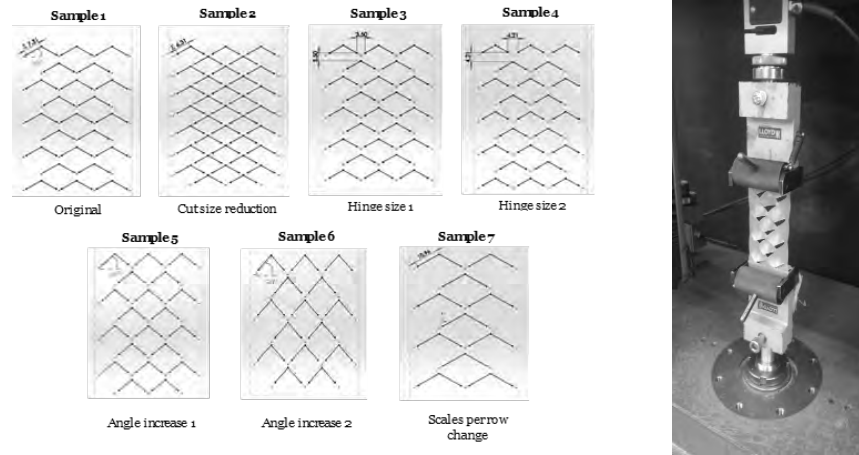 Sample 1
Sample 2
Sample 3
Sample 4
Original
Cut size reduction
Hinge size 1
Hinge size 2
Sample 5
Sample 6
Sample 7
Angle increase 1
Angle increase 2
Scales per row
change